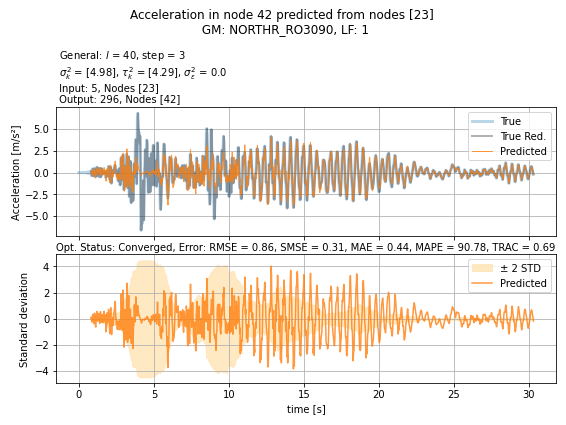 Acceleration in node 42 predicted from nodes [23]
GM: NORTHR_RO3090, LF: 1
General: l = 40, step = 3
σ²ₖ = [4.98], τ²ₖ = [4.29], σ²ε = 0.0
Input: 5, Nodes [23]
Output: 296, Nodes [42]
Acceleration [m/s²]
5.0
2.5
0.0
−2.5
−5.0
True
True Red.
Predicted
Opt. Status: Converged, Error: RMSE = 0.86, SMSE = 0.31, MAE = 0.44, MAPE = 90.78, TRAC = 0.69
Standard deviation
4
2
0
−2
−4
± 2 STD
Predicted
0
5
10
15
20
25
30
time [s]